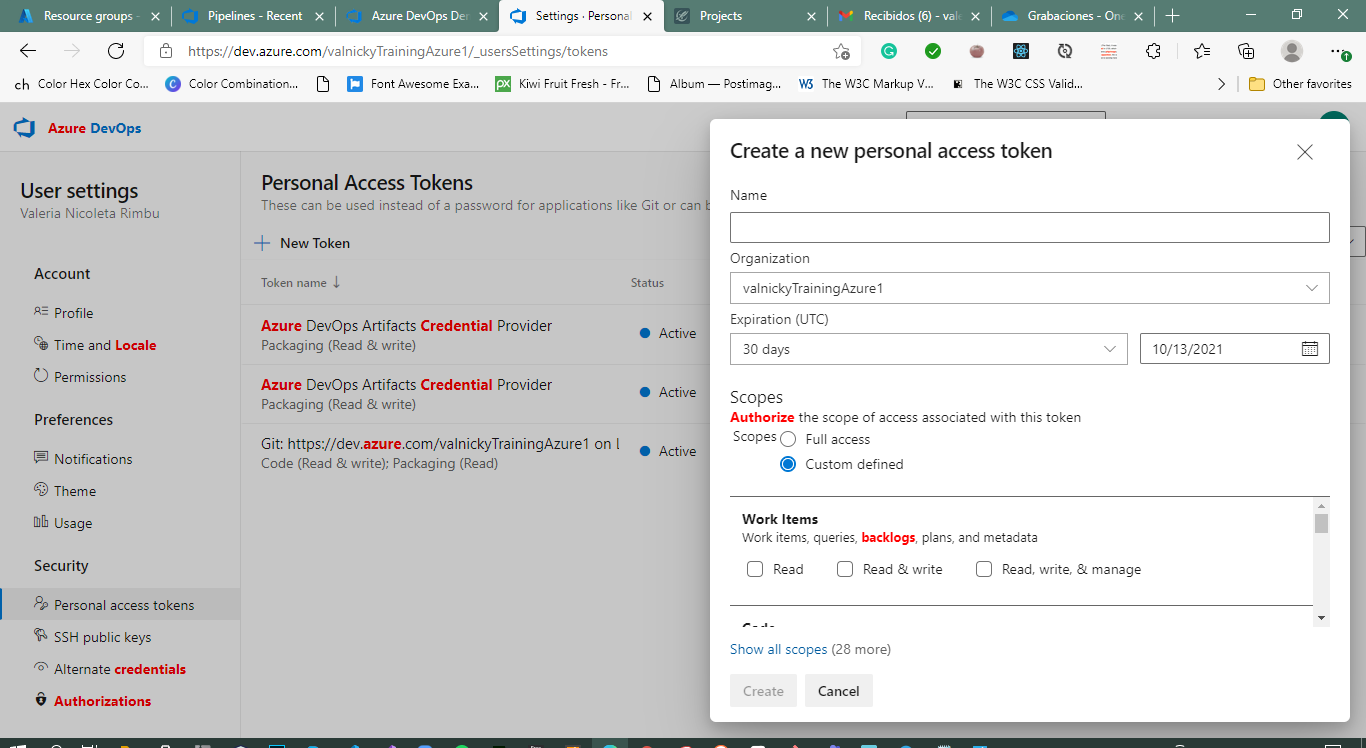 Resource groups -
Pipelines - Recent
Azure DevOps De
Settings · Personal
Projects
Recibidos (6) - val
Grabaciones - One
https://dev.azure.com/valnickyTrainingAzure1/_usersSettings/tokens
ch Color Hex Color Co...
C Color Combination...
Font Awesome Exa...
px Kiwi Fruit Fresh - Fr...
Album — Postimag...
W3 The W3C Markup V...
The W3C CSS Valid...
Other favorites
Azure DevOps
User settings
Valeria Nicoleta Rimbu
Account
Profile
Time and Locale
Permissions
Preferences
Notifications
Theme
Usage
Security
Personal access tokens
SSH public keys
Alternate credentials
Authorizations
Personal Access Tokens
These can be used instead of a password for applications like Git or can b
New Token
Token name
Status
Azure DevOps Artifacts Credential Provider
Packaging (Read & write)
Active
Azure DevOps Artifacts Credential Provider
Packaging (Read & write)
Active
Git: https://dev.azure.com/valnickyTrainingAzure1 on
Code (Read & write); Packaging (Read)
Active
Create a new personal access token
Name
Organization
valnickyTrainingAzure1
Expiration (UTC)
30 days
10/13/2021
Scopes
Authorize the scope of access associated with this token
Scopes
Full access
Custom defined
Work Items
Work items, queries, backlogs, plans, and metadata
Read
Read & write
Read, write, & manage
Code
Show all scopes (28 more)
Create
Cancel